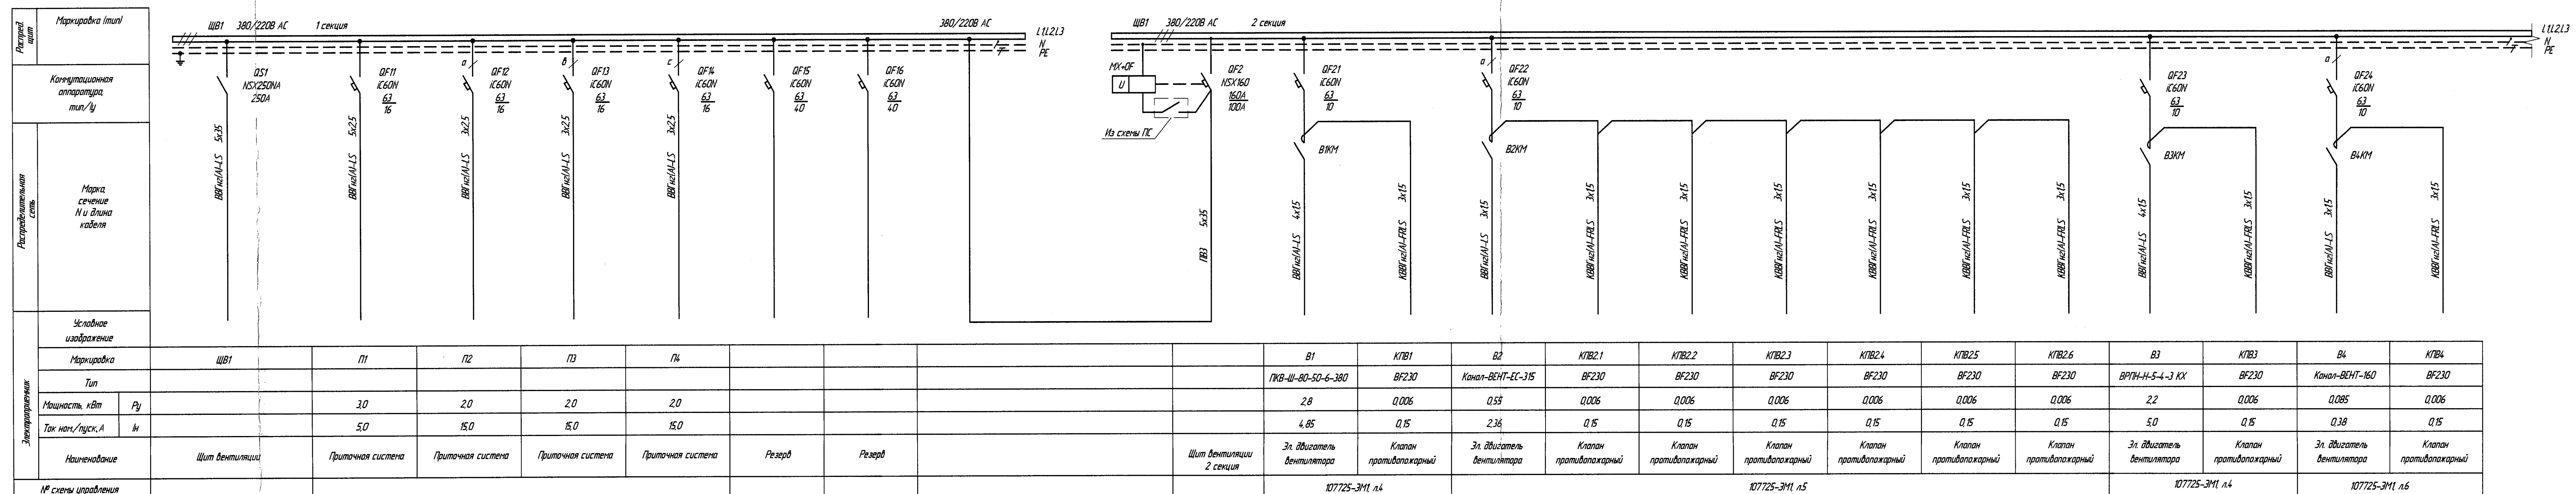 Распред. щит
Маркировка (тип)
ЩВ1 380/220В АС 1 секция
380/220В АС
L1,L2,L3
N
PE
ЩВ1 380/220В АС 2 секция
L1,L2,L3
N
PE
Коммутационная
аппаратура,
тип/Iу
QS1
NSX250NA
250А
QF11
iC60N
63
16
а
QF12
iC60N
63
16
в
QF13
iC60N
63
16
с
QF14
iC60N
63
16
QF15
iC60N
63
40
QF16
iC60N
63
40
MX+OF
U
Из схемы ПС
QF2
NSX160
160А
100А
QF21
iC60N
63
10
а
QF22
iC60N
63
10
QF23
iC60N
63
10
а
QF24
iC60N
63
10
В1КМ
В2КМ
В3КМ
В4КМ
Распределительная
сеть
Марка,
сечение
N и длина
кабеля
ВВГнг(А)-LS 5х35
ВВГнг(А)-LS 5х2,5
ВВГнг(А)-LS 3х2,5
ВВГнг(А)-LS 3х2,5
ВВГнг(А)-LS 3х2,5
ПВ3 5х35
ВВГнг(А)-LS 4х1,5
КВВГнг(А)-FRLS 3х1,5
ВВГнг(А)-LS 3х1,5
КВВГнг(А)-FRLS 3х1,5
КВВГнг(А)-FRLS 3х1,5
КВВГнг(А)-FRLS 3х1,5
КВВГнг(А)-FRLS 3х1,5
КВВГнг(А)-FRLS 3х1,5
КВВГнг(А)-FRLS 3х1,5
ВВГнг(А)-LS 4х1,5
КВВГнг(А)-FRLS 3х1,5
ВВГнг(А)-LS 3х1,5
КВВГнг(А)-FRLS 3х1,5
Электроприемник
Условное
изображение
Маркировка ЩВ1 П1 П2 П3 П4 В1 КПВ1 В2 КПВ2.1 КПВ2.2 КПВ2.3 КПВ2.4 КПВ2.5 КПВ2.6 В3 КПВ3 В4 КПВ4
Тип ПКВ-Ш-80-50-6-380 BF230 Канал-ВЕНТ-ЕС-315 BF230 BF230 BF230 BF230 BF230 BF230 ВРПН-Н-5-4-3 КХ BF230 Канал-ВЕНТ-160 BF230
Мощность, кВт Ру 3,0 2,0 2,0 2,0 2,8 0,006 0,55 0,006 0,006 0,006 0,006 0,006 0,006 2,2 0,006 0,085 0,006
Ток ном./пуск, А Iн 5,0 15,0 15,0 15,0 4,85 0,15 2,36 0,15 0,15 0,15 0,15 0,15 0,15 5,0 0,15 0,38 0,15
Наименование
Щит вентиляции
Приточная система
Приточная система
Приточная система
Приточная система
Резерв
Резерв
Щит вентиляции
2 секция
Эл. двигатель
вентилятора
Клапан
противопожарный
Эл. двигатель
вентилятора
Клапан
противопожарный
Клапан
противопожарный
Клапан
противопожарный
Клапан
противопожарный
Клапан
противопожарный
Клапан
противопожарный
Эл. двигатель
вентилятора
Клапан
противопожарный
Эл. двигатель
вентилятора
Клапан
противопожарный
№ схемы управления 107725-ЭМ1, л.4 107725-ЭМ1, л.5 107725-ЭМ1, л.4 107725-ЭМ1, л.6